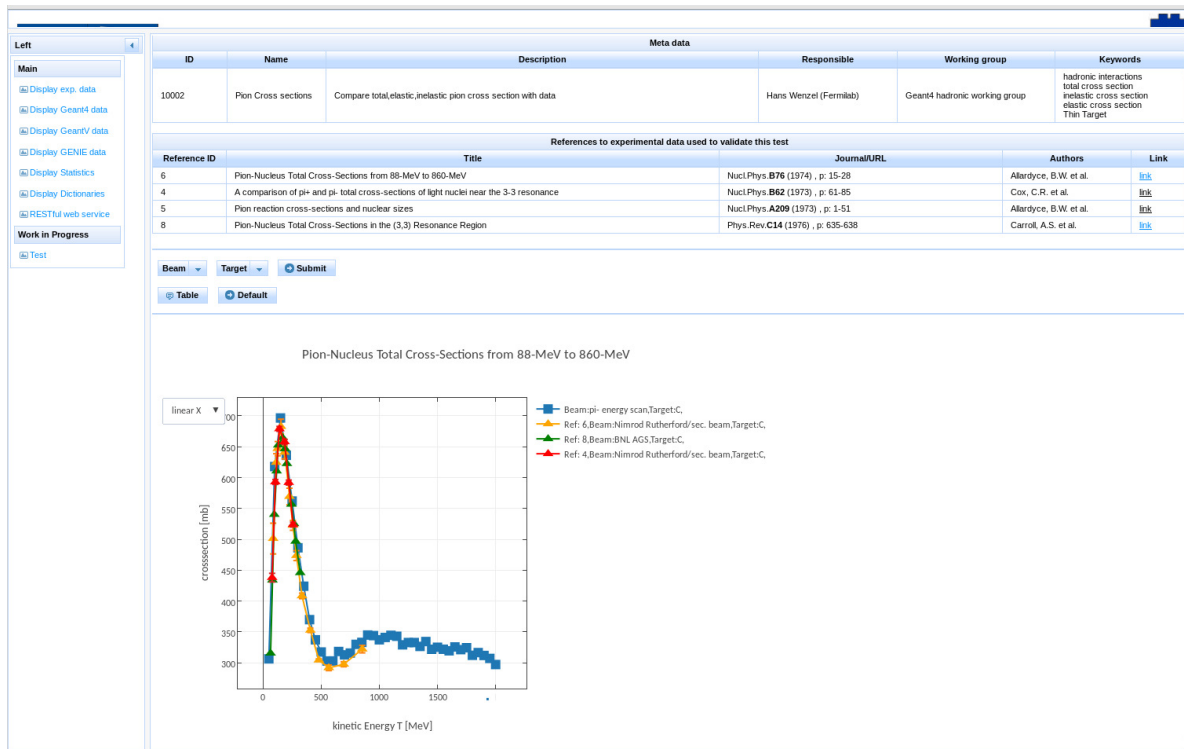 Left
Main
Display exp. data
Display Geant4 data
Display GeantV data
Display GENIE data
Display Statistics
Display Dictionaries
RESTful web service
Work in Progress
Test
Meta data
ID Name Description Responsible Working group Keywords
10002 Pion Cross sections Compare total,elastic,inelastic pion cross section with data Hans Wenzel (Fermilab) Geant4 hadronic working group
hadronic interactions
total cross section
inelastic cross section
elastic cross section
Thin Target
References to experimental data used to validate this test
Reference ID Title Journal/URL Authors Link
6 Pion-Nucleus Total Cross-Sections from 88-MeV to 860-MeV Nucl.Phys.B76 (1974) , p: 15-28 Allardyce, B.W. et al. link
4 A comparison of pi+ and pi- total cross-sections of light nuclei near the 3-3 resonance Nucl.Phys.B62 (1973) , p: 61-85 Cox, C.R. et al. link
5 Pion reaction cross-sections and nuclear sizes Nucl.Phys.A209 (1973) , p: 1-51 Allardyce, B.W. et al. link
8 Pion-Nucleus Total Cross-Sections in the (3,3) Resonance Region Phys.Rev.C14 (1976) , p: 635-638 Carroll, A.S. et al. link
Beam Target Submit
Table Default
Pion-Nucleus Total Cross-Sections from 88-MeV to 860-MeV
linear X
Beam:pi- energy scan,Target:C,
Ref: 6,Beam:Nimrod Rutherford/sec. beam,Target:C,
Ref: 8,Beam:BNL AGS,Target:C,
Ref: 4,Beam:Nimrod Rutherford/sec. beam,Target:C,
650
600
550
500
450
400
350
300
crosssection [mb]
0 500 1000 1500
kinetic Energy T [MeV]